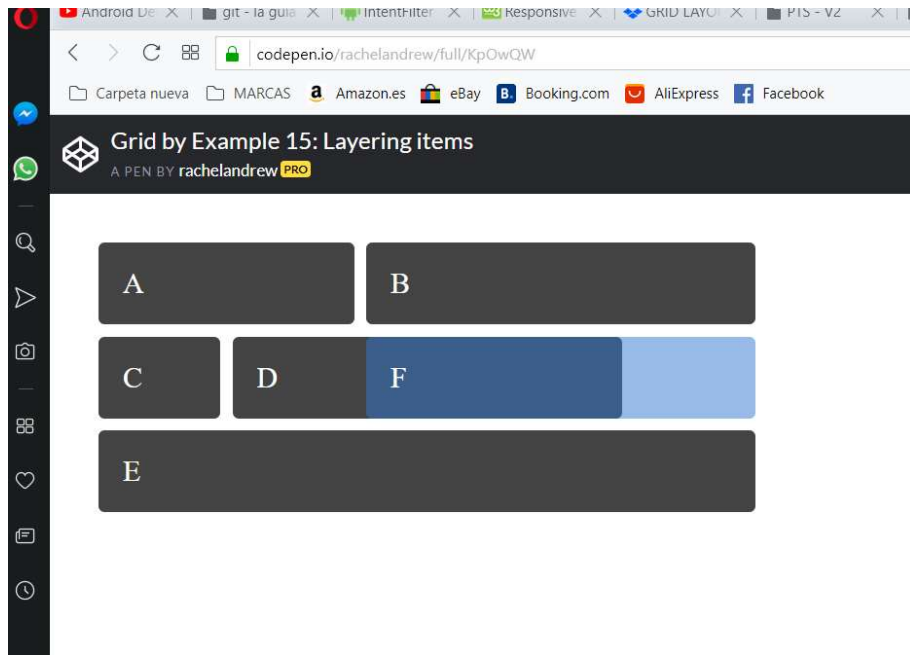 Android De
git - la guia
IntentFilter
Responsive
GRID LAYO
PTS - V2
codepen.io/rachelandrew/full/KpOwQW
Carpeta nueva
MARCAS
Amazon.es
eBay
B. Booking.com
AliExpress
Facebook
Grid by Example 15: Layering items
A PEN BY rachelandrew PRO
A
B
C
D
F
E